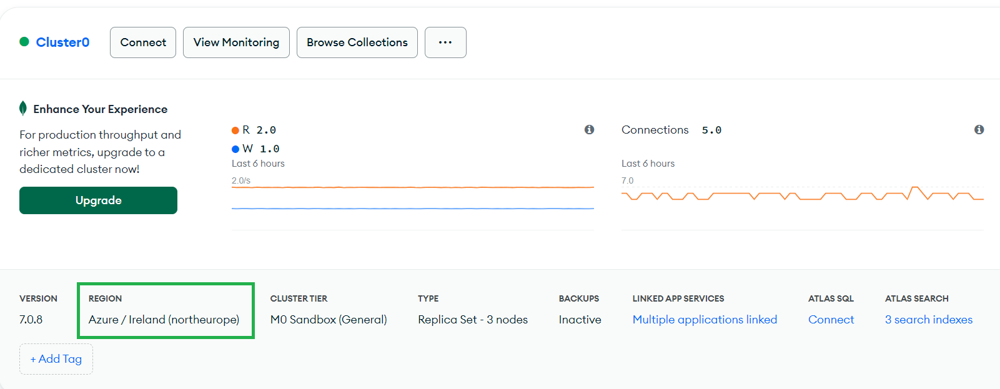 Cluster0
Connect
View Monitoring
Browse Collections
...
Enhance Your Experience
For production throughput and
richer metrics, upgrade to a
dedicated cluster now!
Upgrade
R 2.0
W 1.0
Last 6 hours
2.0/s
Connections 5.0
Last 6 hours
7.0
VERSION
7.0.8
REGION
Azure / Ireland (northeurope)
CLUSTER TIER
M0 Sandbox (General)
TYPE
Replica Set - 3 nodes
BACKUPS
Inactive
LINKED APP SERVICES
Multiple applications linked
ATLAS SQL
Connect
ATLAS SEARCH
3 search indexes
+ Add Tag